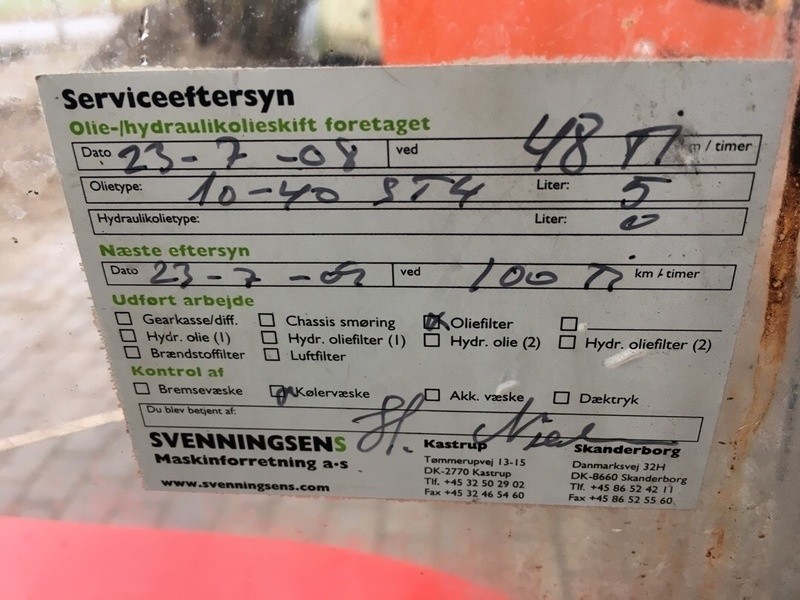 Serviceeftersyn
Olie-/hydraulikolieskift foretaget
Dato 23-7-08 ved 48 Ti km / timer
Olietype: 10-40 ST4 Liter: 5
Hydraulikolietype: Liter: 0
Næste eftersyn
Dato 23-7-09 ved 100 Ti km / timer
Udført arbejde
Gearkasse/diff. Chassis smøring Oliefilter
Hydr. olie (1) Hydr. oliefilter (1) Hydr. olie (2) Hydr. oliefilter (2)
Brændstoffilter Luftfilter
Kontrol af
Bremsevæske Kølervæske Akk. væske Dæktryk
Du blev betjent af:
SVENNINGSENS Kastrup Skanderborg
Maskinforretning a·s Tømmerupvej 13-15 Danmarksvej 32H
DK-2770 Kastrup DK-8660 Skanderborg
www.svenningsens.com Tlf. +45 32 50 29 02 Tlf. +45 86 52 42 11
Fax +45 32 46 54 60 Fax +45 86 52 55 60